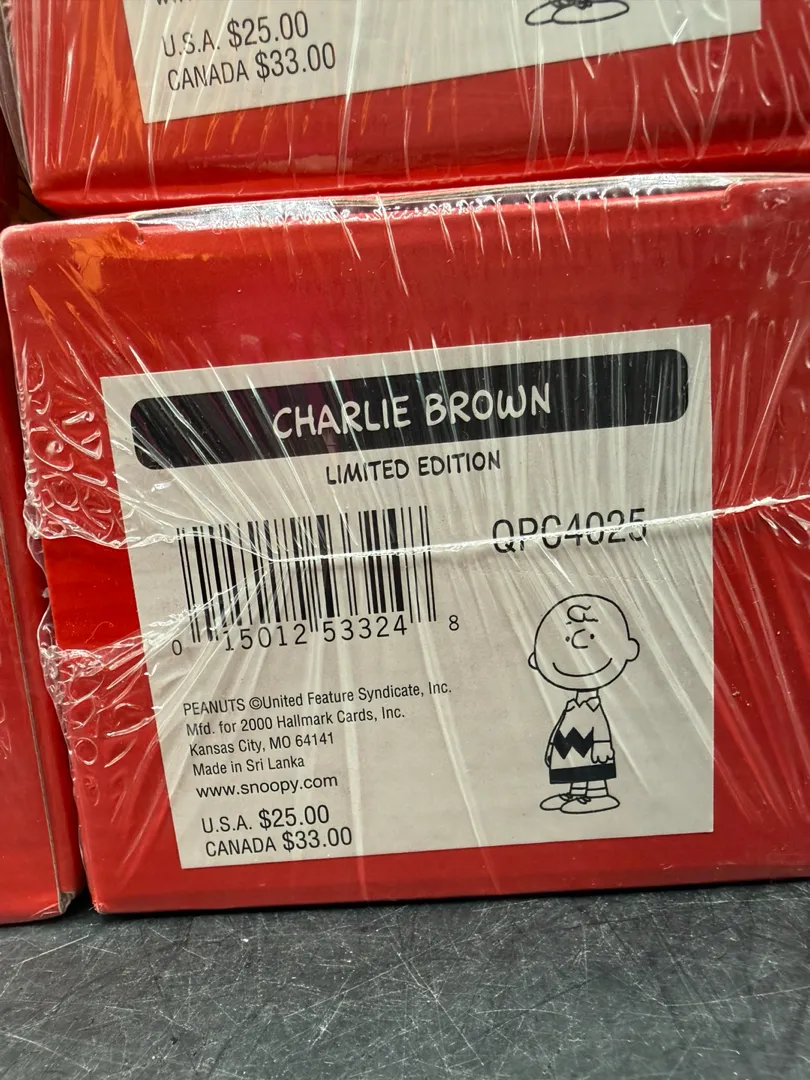 U.S.A. $25.00
CANADA $33.00
CHARLIE BROWN
LIMITED EDITION
QPC4025
0 15012 53324 8
PEANUTS ©United Feature Syndicate, Inc.
Mfd. for 2000 Hallmark Cards, Inc.
Kansas City, MO 64141
Made in Sri Lanka
www.snoopy.com
U.S.A. $25.00
CANADA $33.00